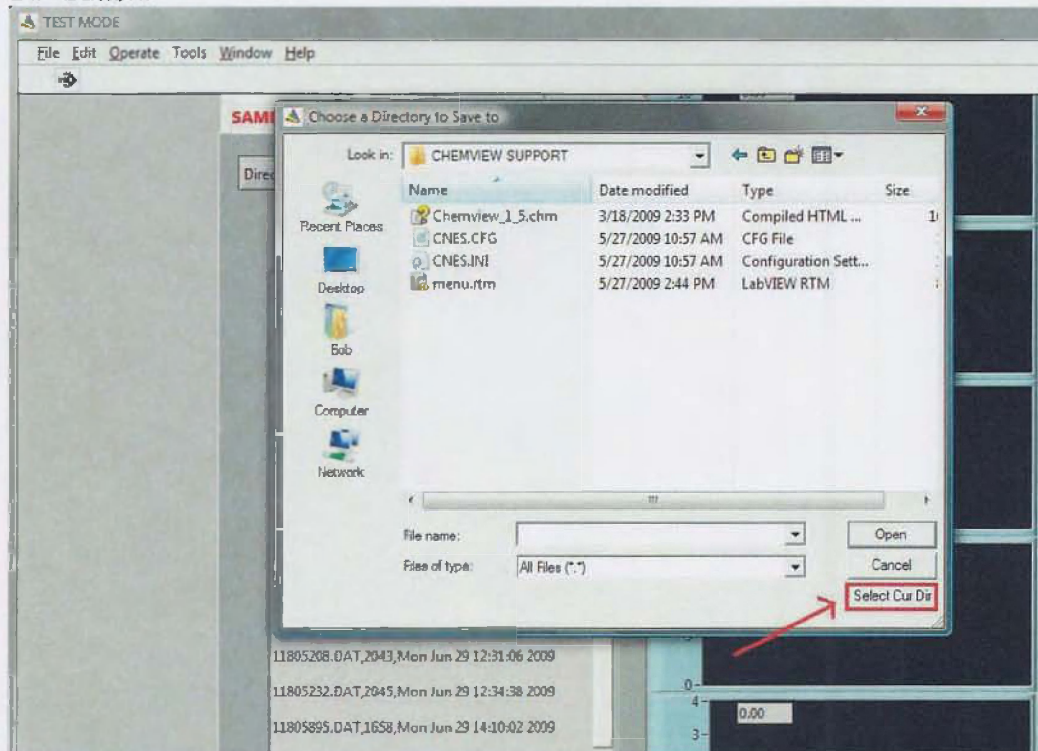 TEST MODE
File Edit Operate Tools Window Help
SAM
Choose a Directory to Save to
Direc
Look in: CHEMVIEW SUPPORT
Name Date modified Type Size
Chemview_1_5.chm 3/18/2009 2:33 PM Compiled HTML ... 1
CNES.CFG 5/27/2009 10:57 AM CFG File
CNES.INI 5/27/2009 10:57 AM Configuration Sett...
menu.rtm 5/27/2009 2:44 PM LabVIEW RTM
Recent Places
Desktop
Bob
Computer
Network
File name:
Open
Files of type: All Files (*.*)
Cancel
Select Cur Dir
11805208.DAT,2043,Mon Jun 29 12:31:06 2009
11805232.DAT,2045,Mon Jun 29 12:34:38 2009
11805895.DAT,1658,Mon Jun 29 14:10:02 2009
0-
4-
0.00
3-